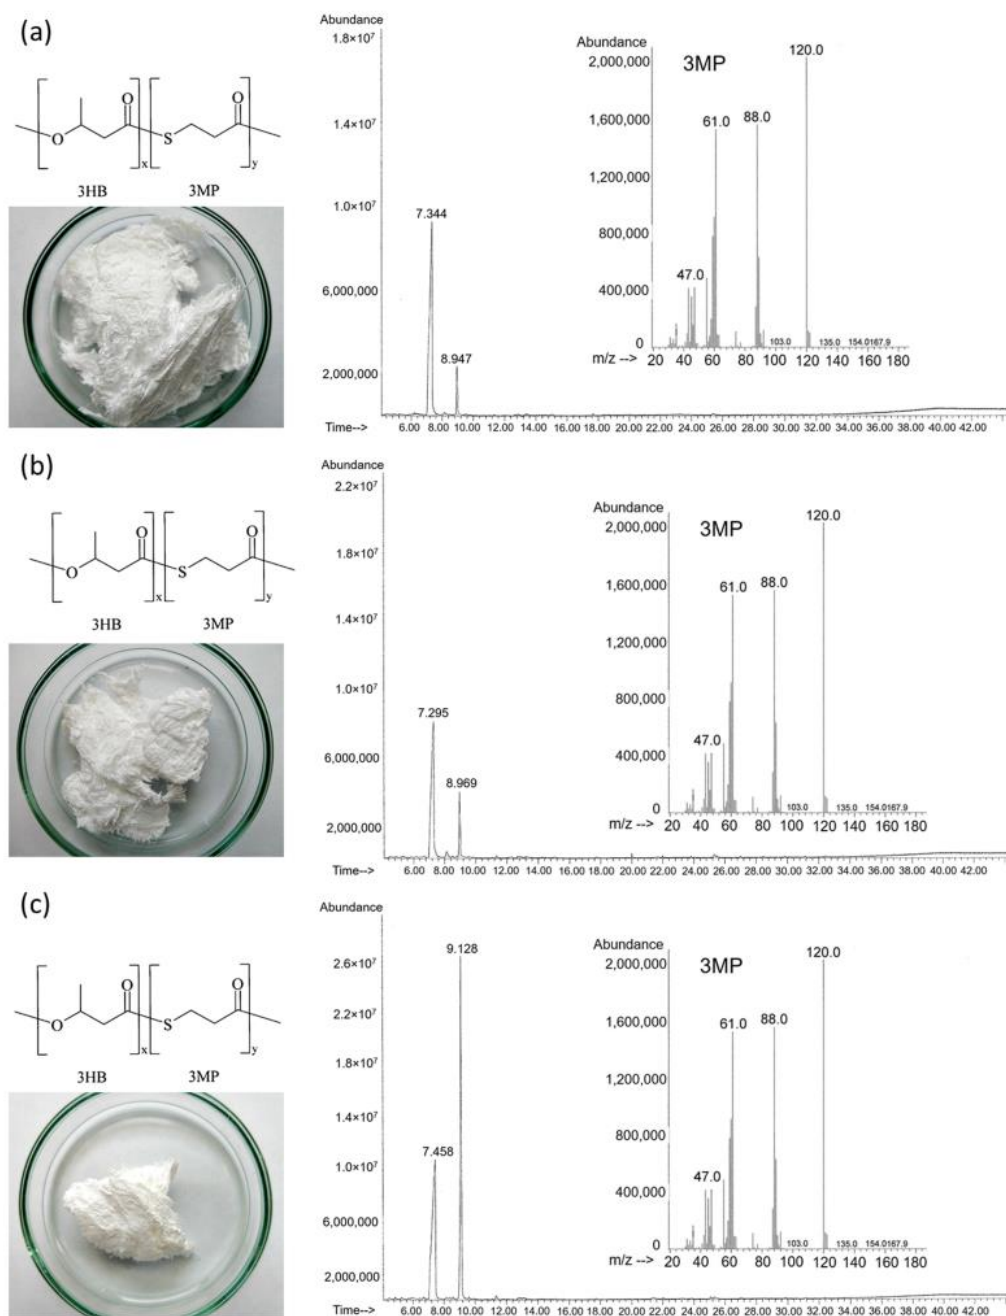 (a)
O
O
S
x
y
3HB 3MP
Abundance
1.8×10⁷
1.4×10⁷
1.0×10⁷
6,000,000
2,000,000
7.344
8.947
Time--> 6.00 8.00 10.00 12.00 14.00 16.00 18.00 20.00 22.00 24.00 26.00 28.00 30.00 32.00 34.00 36.00 38.00 40.00 42.00
Abundance
3MP
2,000,000
1,600,000
1,200,000
800,000
400,000
0
120.0
61.0 88.0
47.0
103.0 135.0 154.0167.9
m/z --> 20 40 60 80 100 120 140 160 180
(b)
O
O
S
x
y
3HB 3MP
Abundance
2.2×10⁷
1.8×10⁷
1.4×10⁷
1.0×10⁷
6,000,000
2,000,000
7.295
8.969
Time--> 6.00 8.00 10.00 12.00 14.00 16.00 18.00 20.00 22.00 24.00 26.00 28.00 30.00 32.00 34.00 36.00 38.00 40.00 42.00
Abundance
3MP
2,000,000
1,600,000
1,200,000
800,000
400,000
0
120.0
61.0 88.0
47.0
103.0 135.0 154.0167.9
m/z --> 20 40 60 80 100 120 140 160 180
(c)
O
O
S
x
y
3HB 3MP
Abundance
2.6×10⁷
2.2×10⁷
1.8×10⁷
1.4×10⁷
1.0×10⁷
6,000,000
2,000,000
9.128
7.458
Time--> 6.00 8.00 10.00 12.00 14.00 16.00 18.00 20.00 22.00 24.00 26.00 28.00 30.00 32.00 34.00 36.00 38.00 40.00 42.00
Abundance
3MP
2,000,000
1,600,000
1,200,000
800,000
400,000
0
120.0
61.0 88.0
47.0
103.0 135.0 154.0167.9
m/z --> 20 40 60 80 100 120 140 160 180